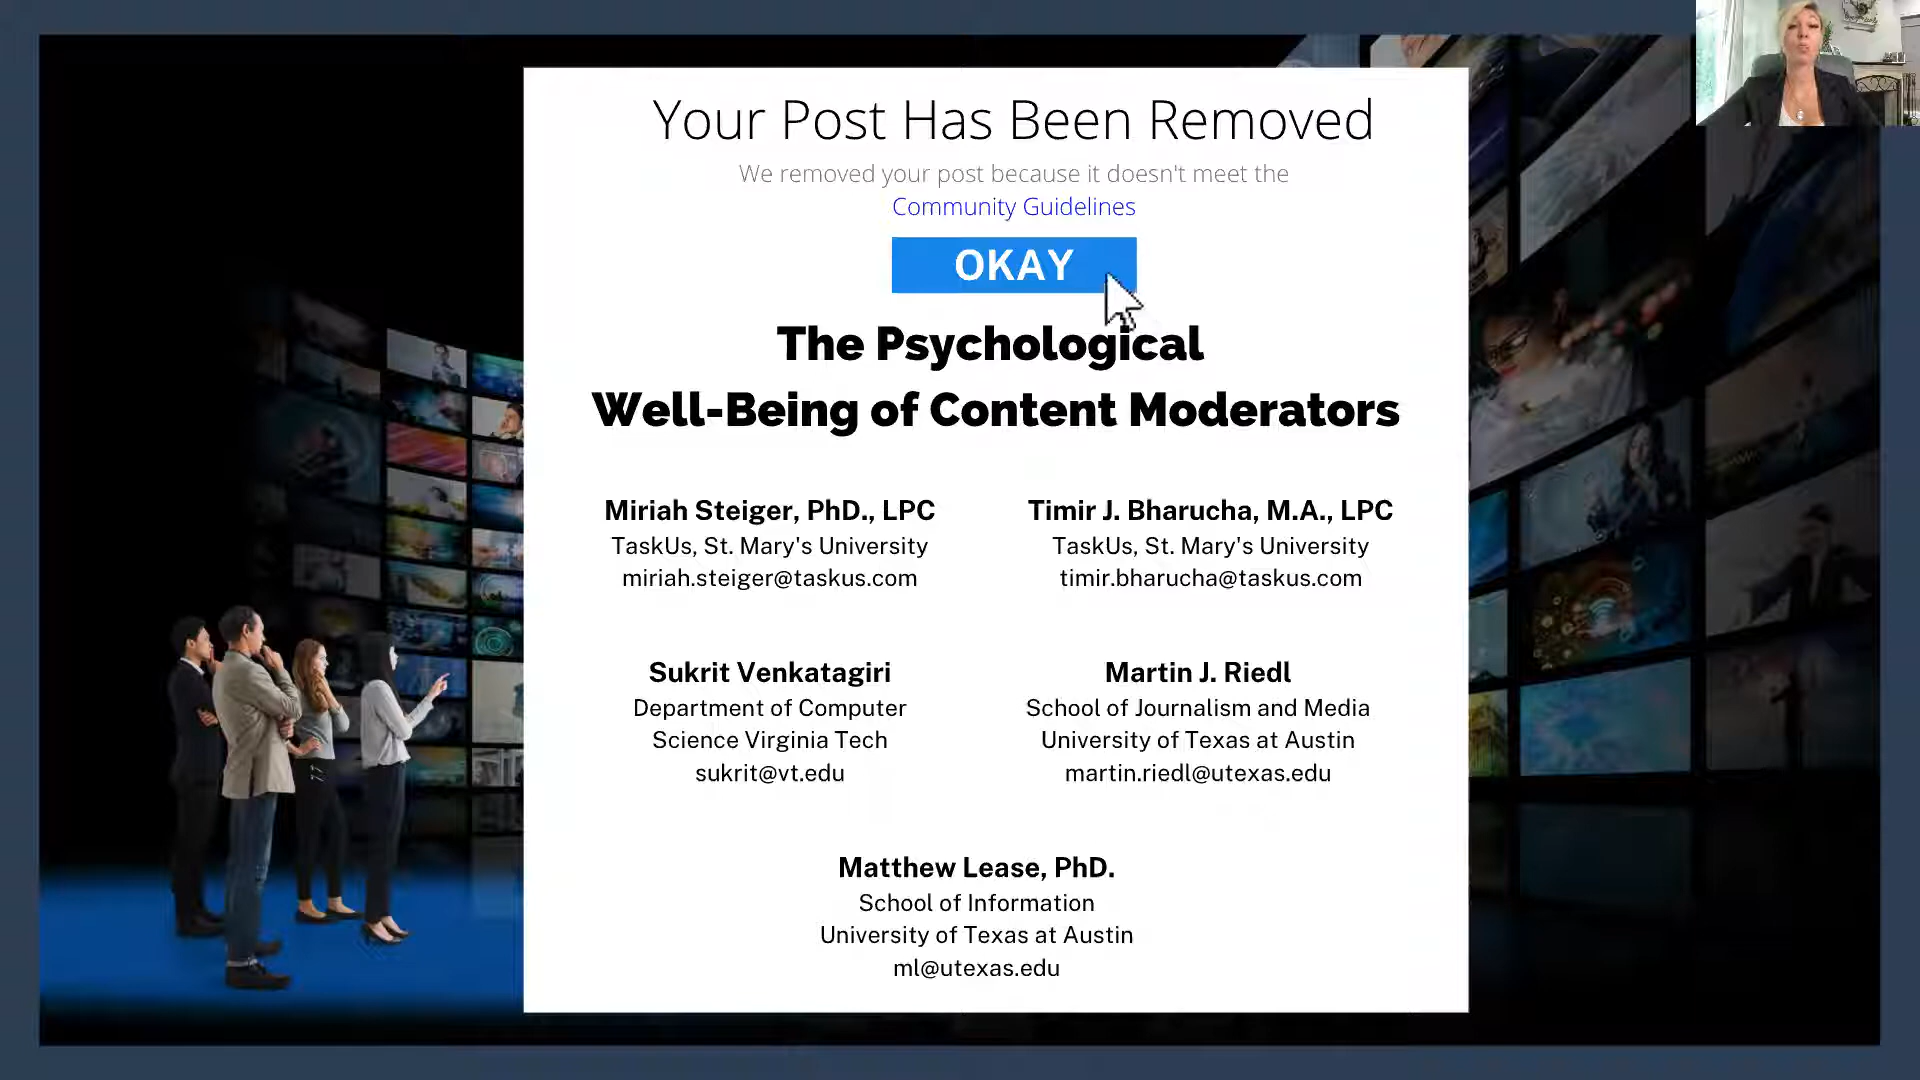 Your Post Has Been Removed
We removed your post because it doesn't meet the
Community Guidelines
OKAY
The Psychological
Well-Being of Content Moderators
Miriah Steiger, PhD., LPC
TaskUs, St. Mary's University
miriah.steiger@taskus.com
Timir J. Bharucha, M.A., LPC
TaskUs, St. Mary's University
timir.bharucha@taskus.com
Sukrit Venkatagiri
Department of Computer
Science Virginia Tech
sukrit@vt.edu
Martin J. Riedl
School of Journalism and Media
University of Texas at Austin
martin.riedl@utexas.edu
Matthew Lease, PhD.
School of Information
University of Texas at Austin
ml@utexas.edu